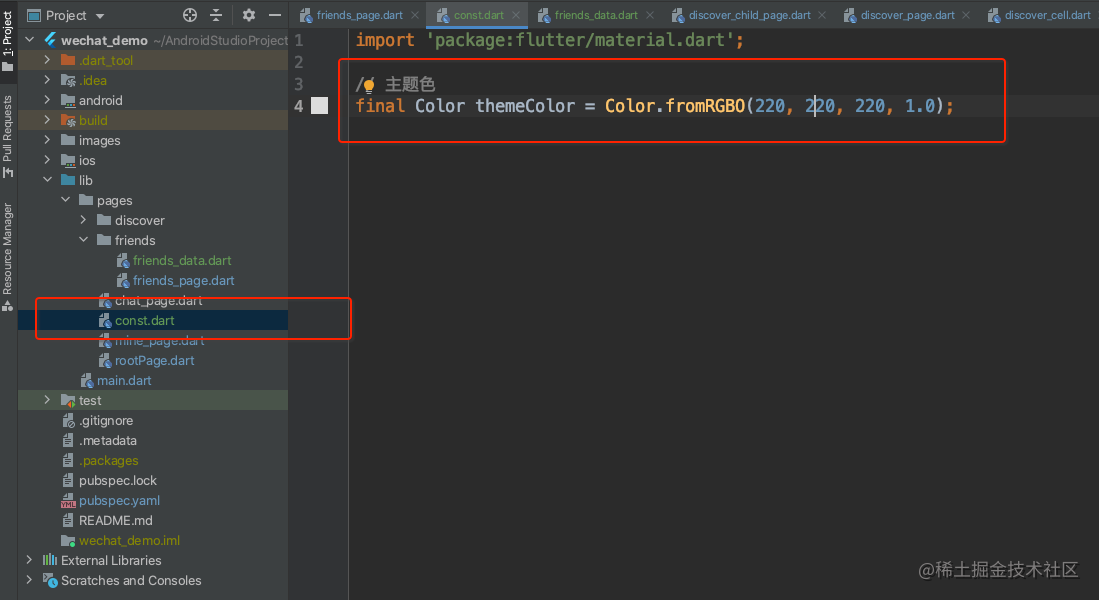 1: Project
Pull Requests
Resource Manager
Project
friends_page.dart
const.dart
friends_data.dart
discover_child_page.dart
discover_page.dart
discover_cell.dart
wechat_demo ~/AndroidStudioProject
.dart_tool
.idea
android
build
images
ios
lib
pages
discover
friends
friends_data.dart
friends_page.dart
chat_page.dart
const.dart
mine_page.dart
rootPage.dart
main.dart
test
.gitignore
.metadata
.packages
pubspec.lock
pubspec.yaml
README.md
wechat_demo.iml
External Libraries
Scratches and Consoles
1 import 'package:flutter/material.dart';
2
3 // 主题色
4 final Color themeColor = Color.fromRGBO(220, 220, 220, 1.0);
@稀土掘金技术社区